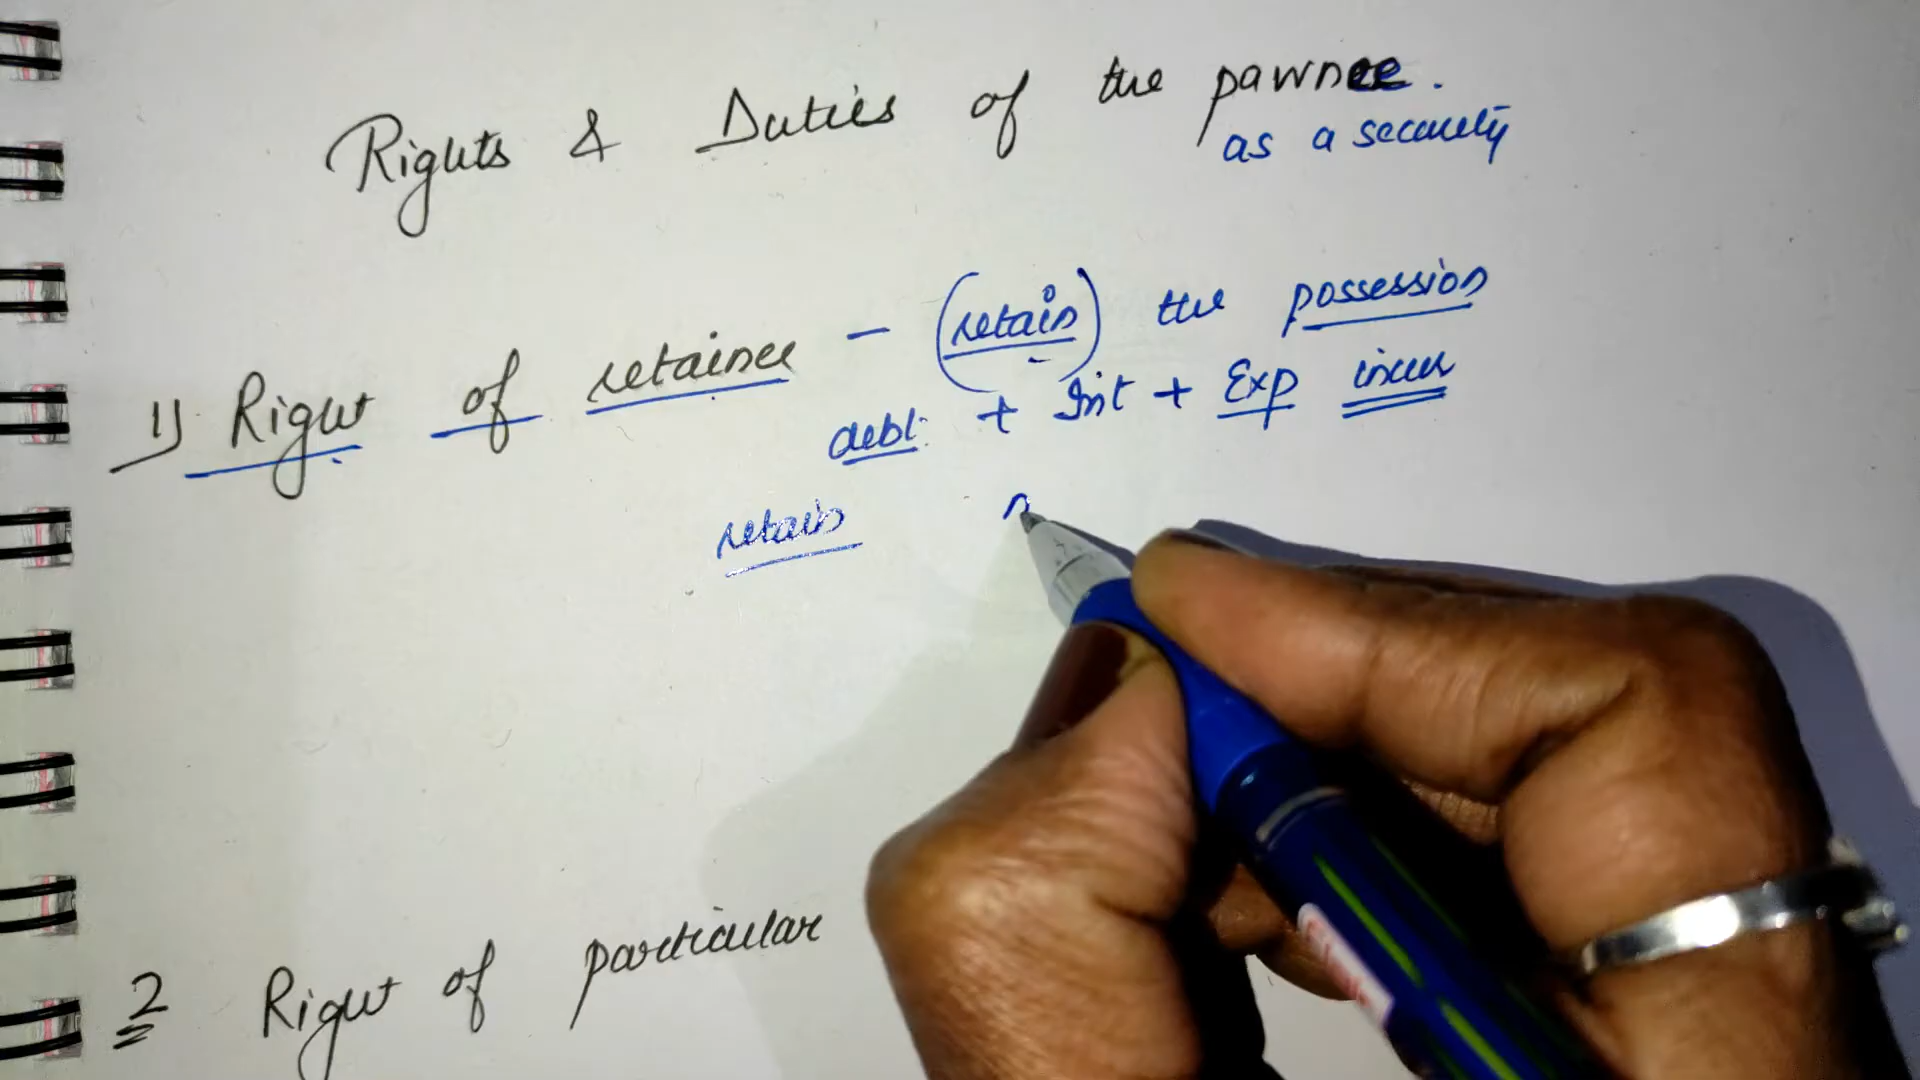 Rights & Duties of the pawnee.
as a security
1) Right of retainer - (retain) the possession
debt + Int + Exp incur
retain
2 Right of particular